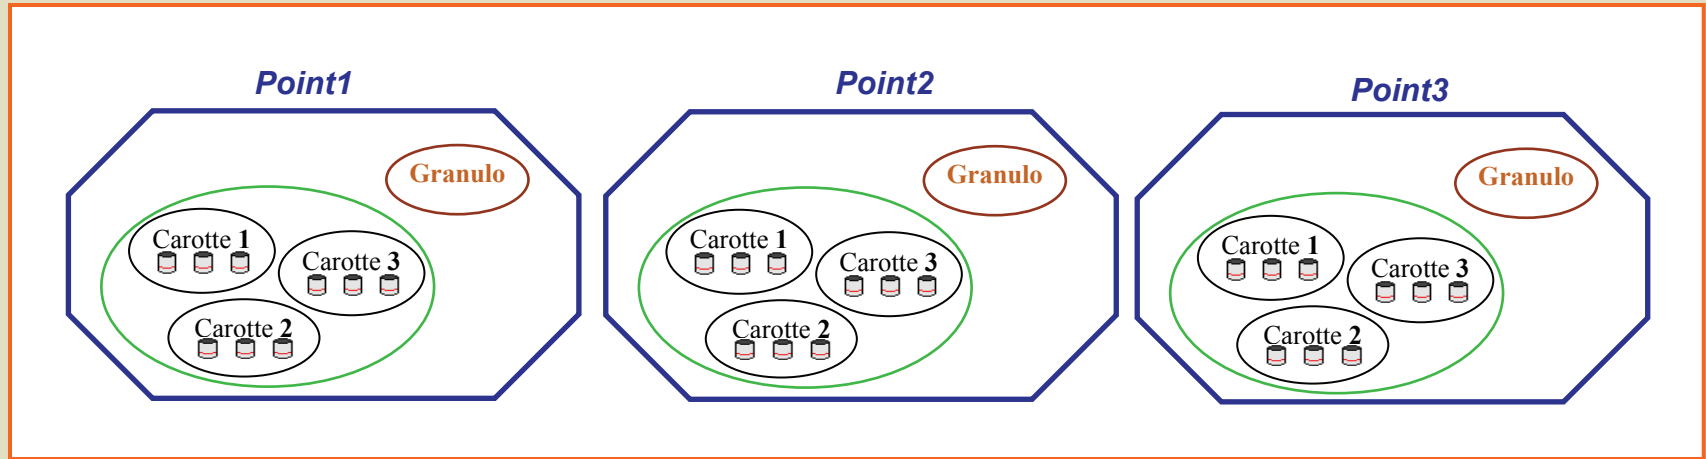 Point1
Granulo
Carotte 1
Carotte 3
Carotte 2
Point2
Granulo
Carotte 1
Carotte 3
Carotte 2
Point3
Granulo
Carotte 1
Carotte 3
Carotte 2